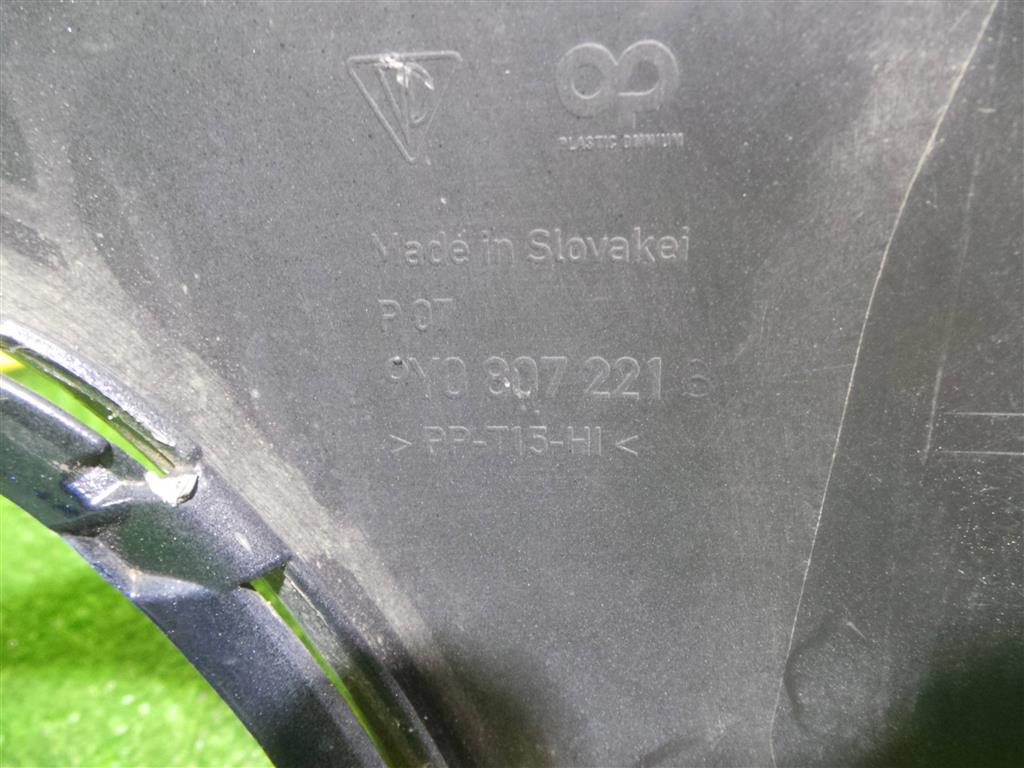 PLASTIC OMNIUM
Made in Slovakei
P 07
9Y0 807 221
> PP-T15-HI <